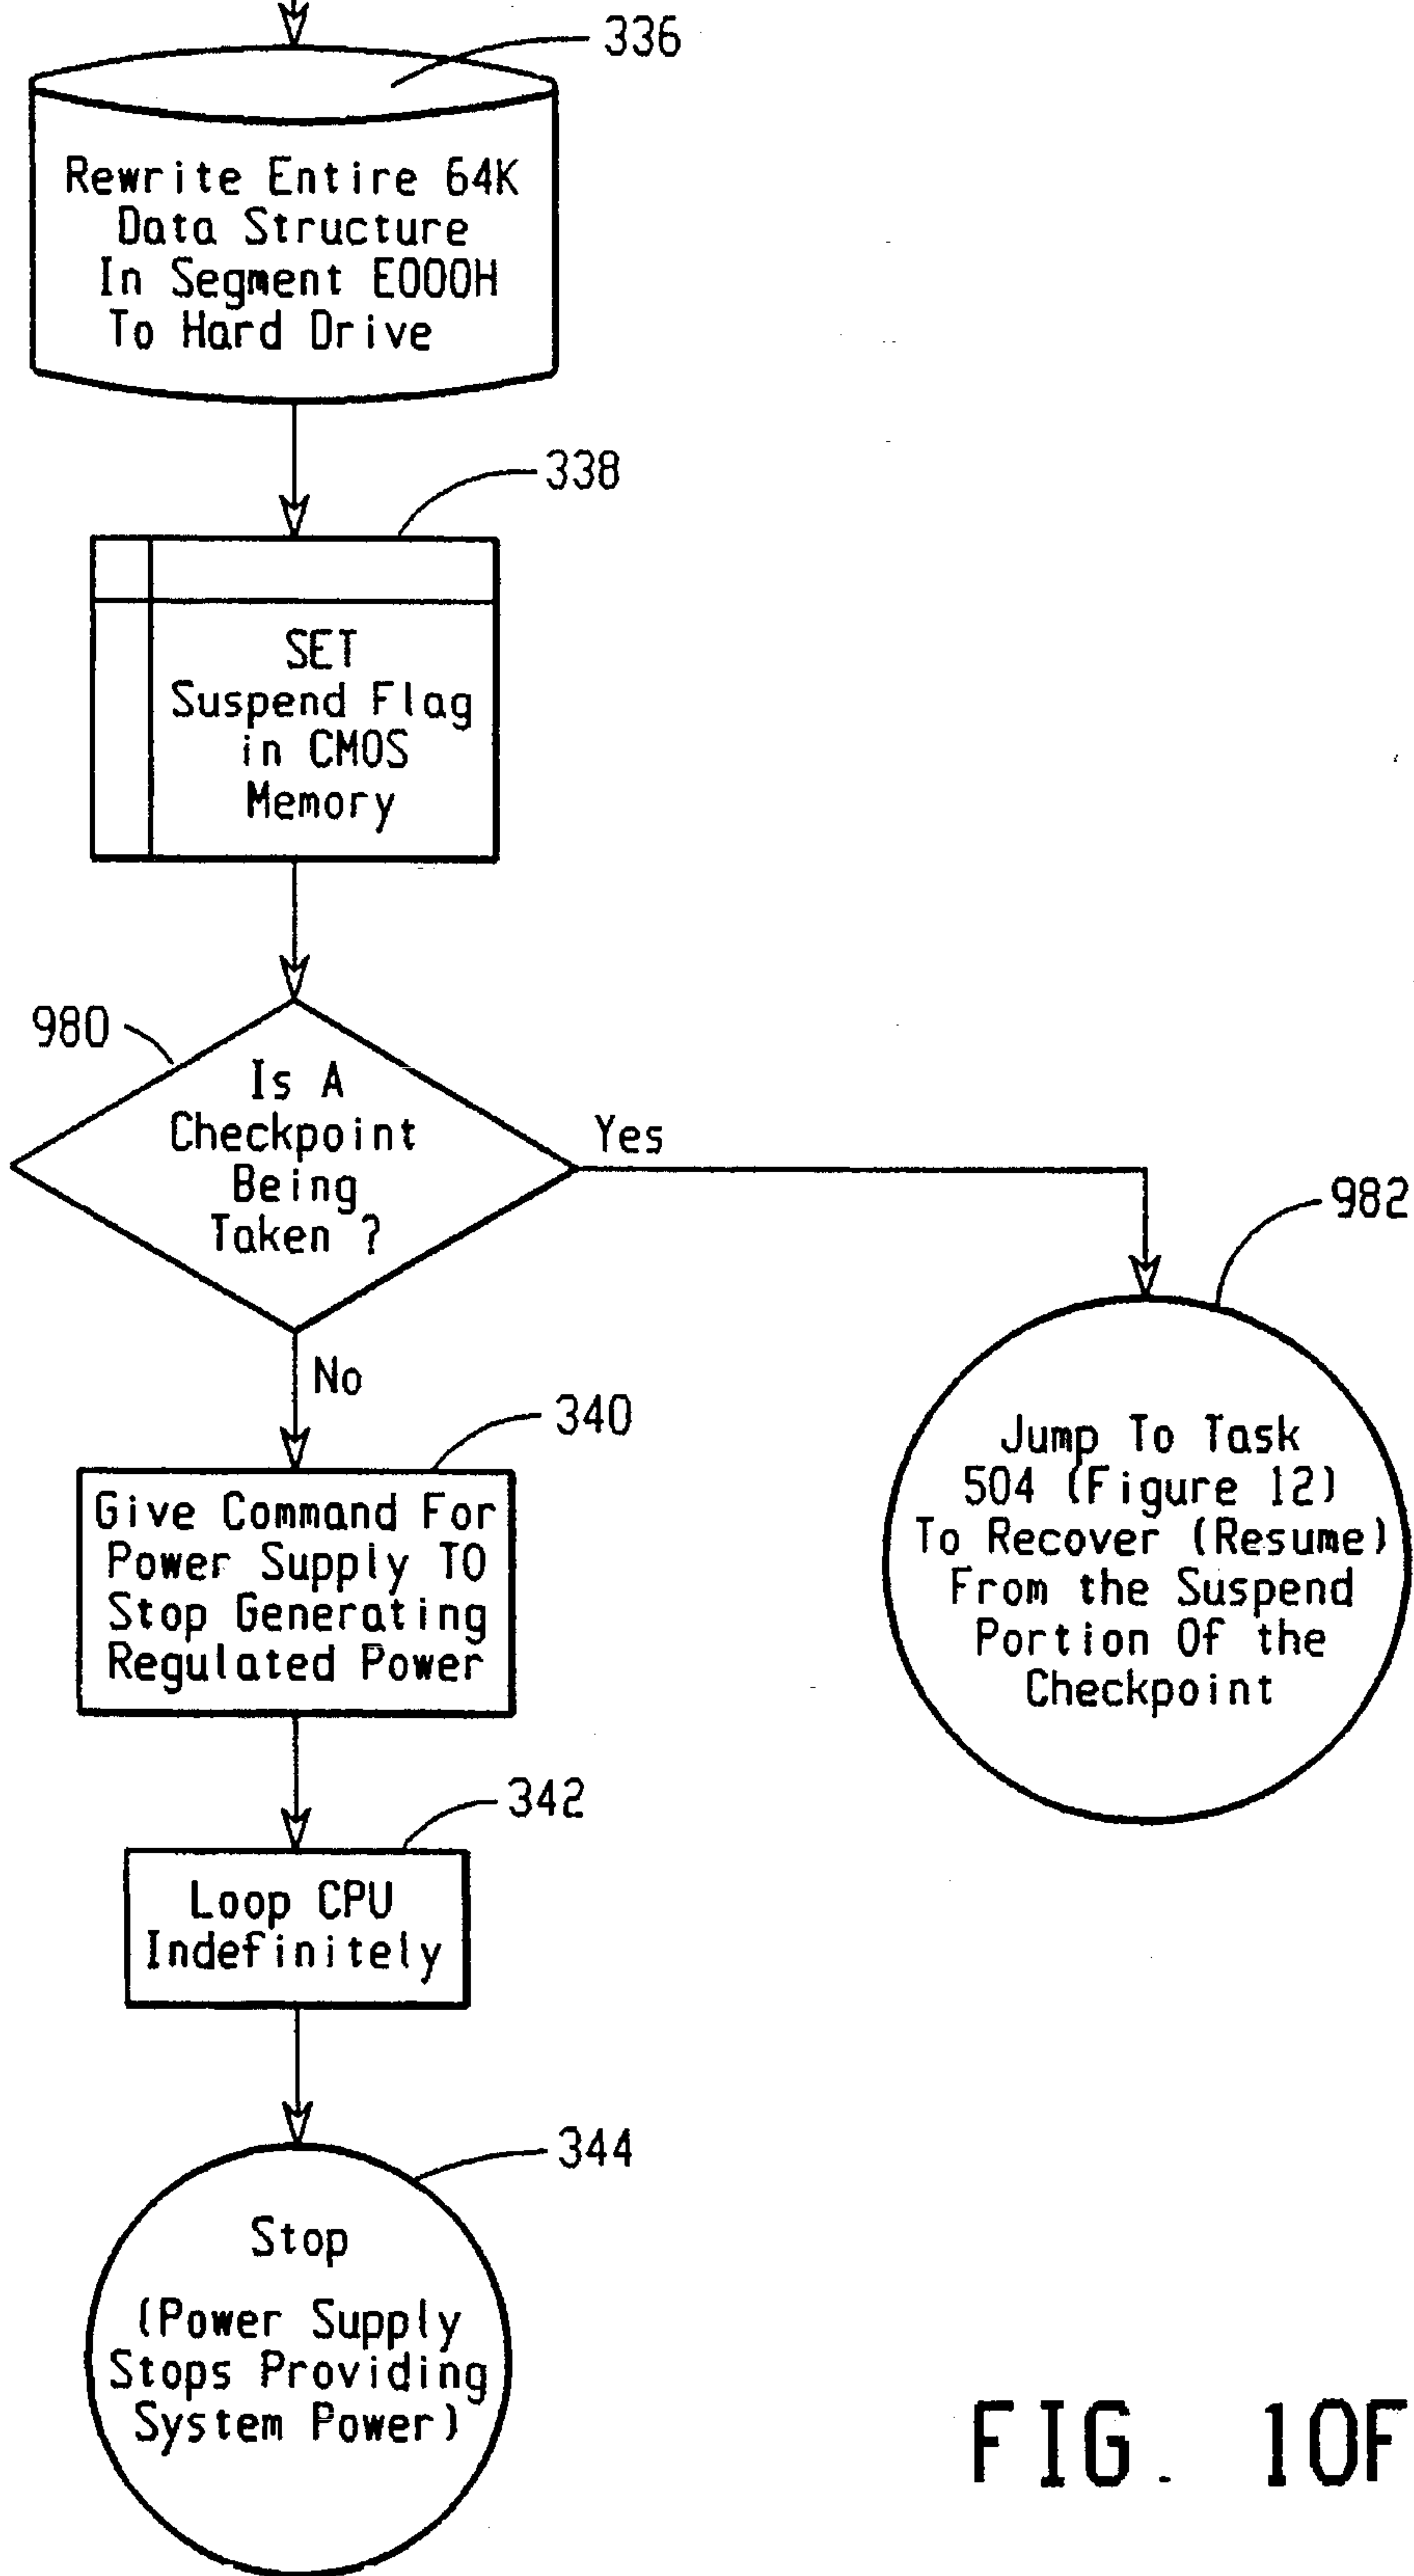 336
Rewrite Entire 64K
Data Structure
In Segment E000H
To Hard Drive
338
SET
Suspend Flag
in CMOS
Memory
980
Is A
Checkpoint
Being
Taken ?
Yes
982
No
Jump To Task
504 (Figure 12)
To Recover (Resume)
From the Suspend
Portion Of the
Checkpoint
340
Give Command For
Power Supply TO
Stop Generating
Regulated Power
342
Loop CPU
Indefinitely
344
Stop
(Power Supply
Stops Providing
System Power)
FIG. 10F